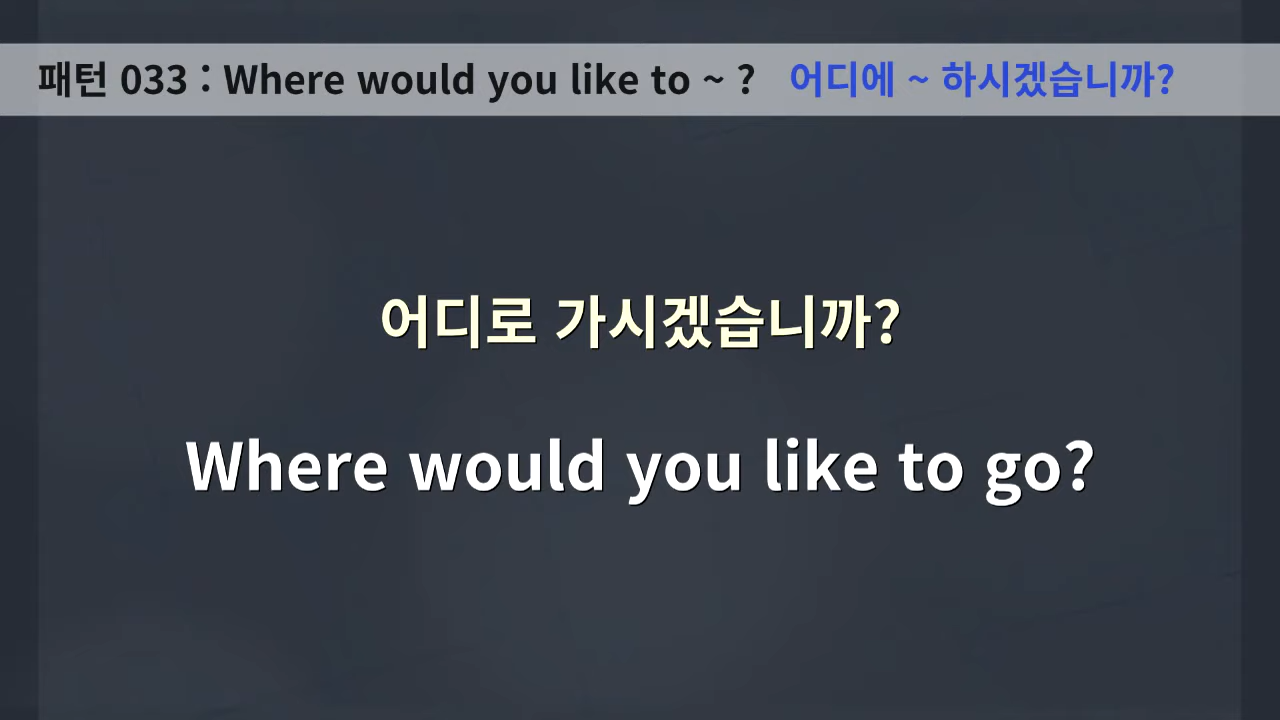 패턴 033 : Where would you like to ~ ? 어디에 ~ 하시겠습니까?
어디로 가시겠습니까?
Where would you like to go?